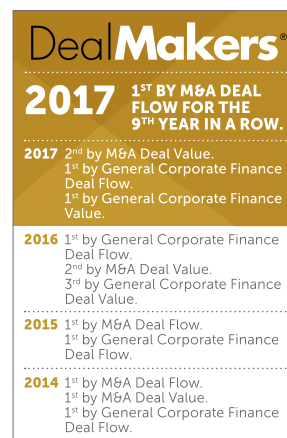 DealMakers®
2017 1ST BY M&A DEAL
FLOW FOR THE
9TH YEAR IN A ROW.
2017 2nd by M&A Deal Value.
1st by General Corporate Finance
Deal Flow.
1st by General Corporate Finance
Value.
2016 1st by General Corporate Finance
Deal Flow.
2nd by M&A Deal Value.
3rd by General Corporate Finance
Deal Value.
2015 1st by M&A Deal Flow.
1st by General Corporate Finance
Deal Flow.
2014 1st by M&A Deal Flow.
1st by M&A Deal Value.
1st by General Corporate Finance
Deal Flow.